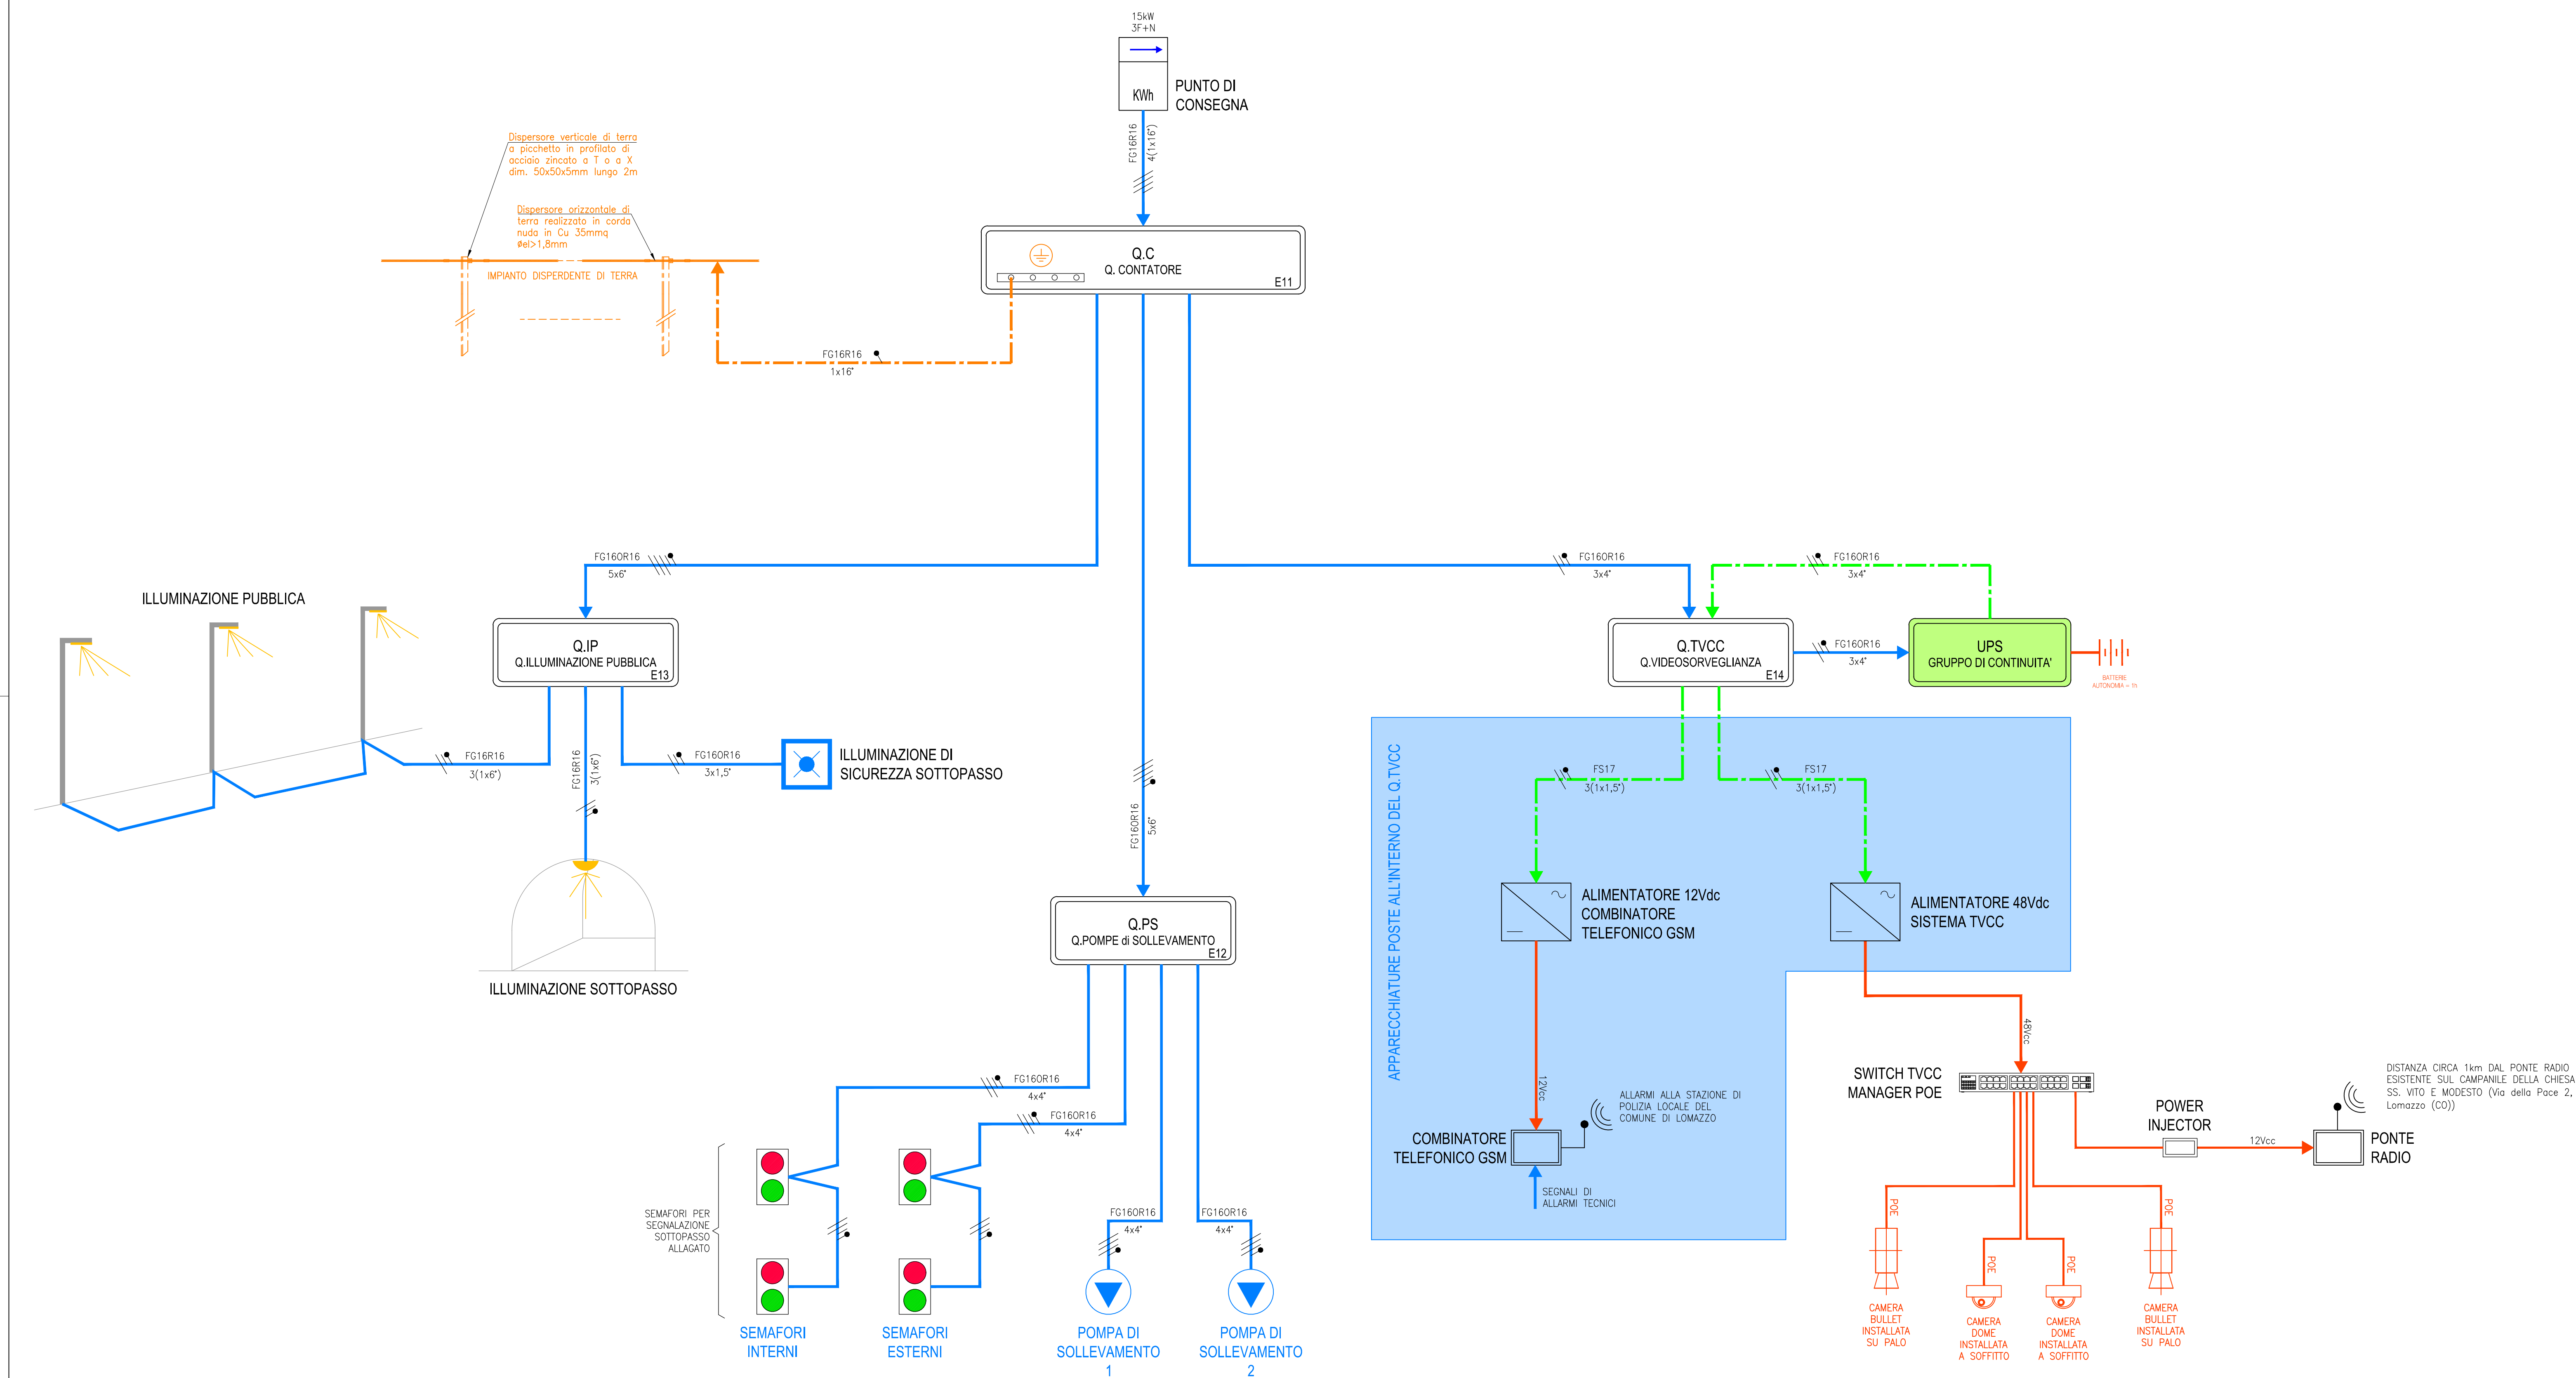 15kW
3F+N
KWh
PUNTO DI
CONSEGNA
FG16R16
4(1x16°)
Dispersore verticale di terra
a picchetto in profilato di
acciaio zincato a T o a X
dim. 50x50x5mm lungo 2m
Dispersore orizzontale di
terra realizzato in corda
nuda in Cu 35mmq
Øel>1,8mm
IMPIANTO DISPERDENTE DI TERRA
Q.C
Q. CONTATORE
E11
FG16R16
1x16°
FG16OR16
5x6°
FG16OR16
3x4°
FG16OR16
3x4°
ILLUMINAZIONE PUBBLICA
Q.IP
Q.ILLUMINAZIONE PUBBLICA
E13
Q.TVCC
Q.VIDEOSORVEGLIANZA
E14
FG16OR16
3x4°
UPS
GRUPPO DI CONTINUITA'
BATTERIE
AUTONOMIA = 1h
FG16R16
3(1x6°)
FG16R16
3(1x6°)
FG16OR16
3x1,5°
ILLUMINAZIONE DI
SICUREZZA SOTTOPASSO
FG16OR16
5x6°
APPARECCHIATURE POSTE ALL'INTERNO DEL Q.TVCC
FS17
3(1x1,5°)
FS17
3(1x1,5°)
ILLUMINAZIONE SOTTOPASSO
Q.PS
Q.POMPE di SOLLEVAMENTO
E12
ALIMENTATORE 12Vdc
COMBINATORE
TELEFONICO GSM
ALIMENTATORE 48Vdc
SISTEMA TVCC
48Vcc
12Vcc
FG16OR16
4x4°
FG16OR16
4x4°
ALLARMI ALLA STAZIONE DI
POLIZIA LOCALE DEL
COMUNE DI LOMAZZO
COMBINATORE
TELEFONICO GSM
SEGNALI DI
ALLARMI TECNICI
SWITCH TVCC
MANAGER POE
POWER
INJECTOR
12Vcc
PONTE
RADIO
DISTANZA CIRCA 1km DAL PONTE RADIO
ESISTENTE SUL CAMPANILE DELLA CHIESA
SS. VITO E MODESTO (Via della Pace 2,
Lomazzo (CO))
SEMAFORI PER
SEGNALAZIONE
SOTTOPASSO
ALLAGATO
FG16OR16
4x4°
FG16OR16
4x4°
POE
POE
POE
POE
SEMAFORI
INTERNI
SEMAFORI
ESTERNI
POMPA DI
SOLLEVAMENTO
1
POMPA DI
SOLLEVAMENTO
2
CAMERA
BULLET
INSTALLATA
SU PALO
CAMERA
DOME
INSTALLATA
A SOFFITTO
CAMERA
DOME
INSTALLATA
A SOFFITTO
CAMERA
BULLET
INSTALLATA
SU PALO